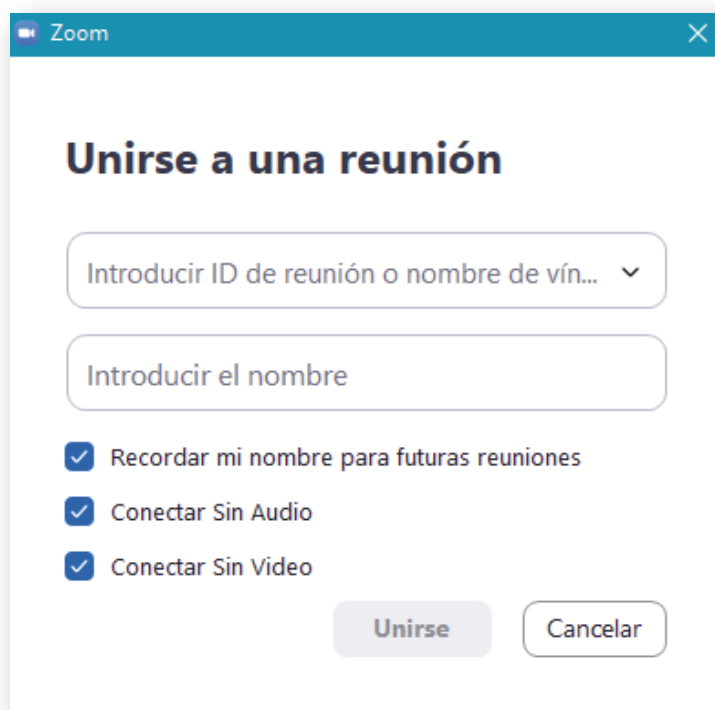 Zoom
Unirse a una reunión
Introducir ID de reunión o nombre de vín...
Introducir el nombre
Recordar mi nombre para futuras reuniones
Conectar Sin Audio
Conectar Sin Video
Unirse Cancelar